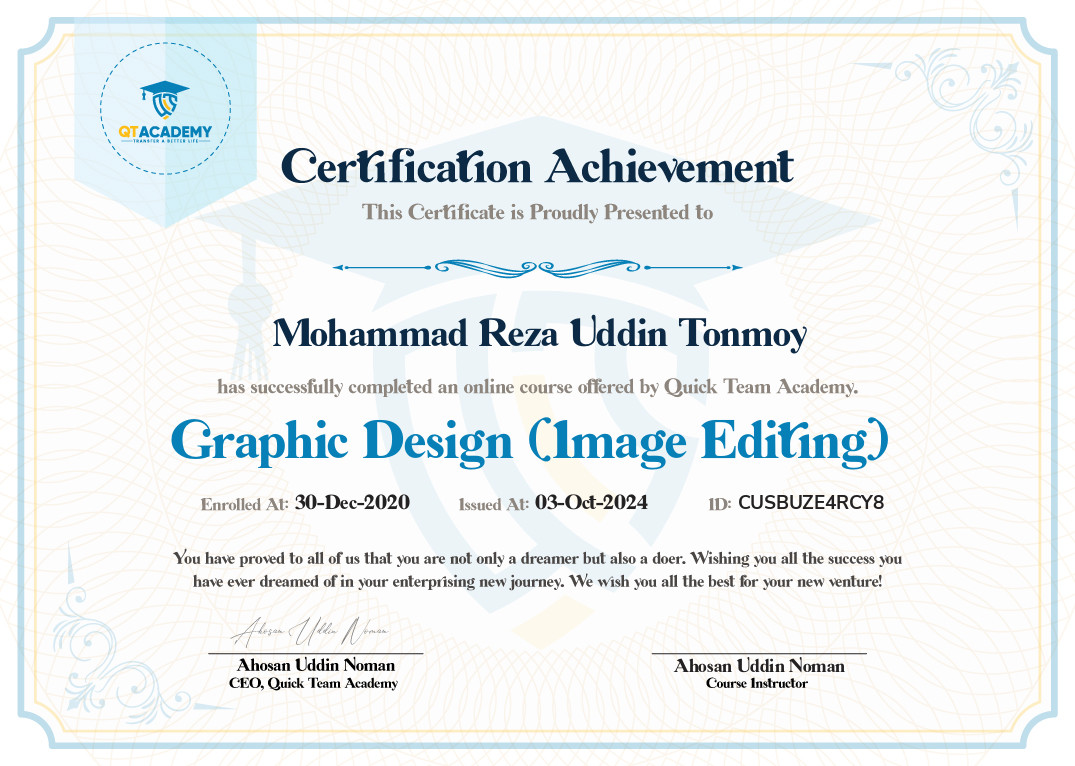 QTACADEMY
TRANSFER A BETTER LIFE
Certification Achievement
This Certificate is Proudly Presented to
Mohammad Reza Uddin Tonmoy
has successfully completed an online course offered by Quick Team Academy.
Graphic Design (Image Editing)
Enrolled At: 30-Dec-2020 Issued At: 03-Oct-2024 ID: CUSBUZE4RCY8
You have proved to all of us that you are not only a dreamer but also a doer. Wishing you all the success you
have ever dreamed of in your enterprising new journey. We wish you all the best for your new venture!
Ahosan Uddin Noman
Ahosan Uddin Noman
CEO, Quick Team Academy
Ahosan Uddin Noman
Course Instructor